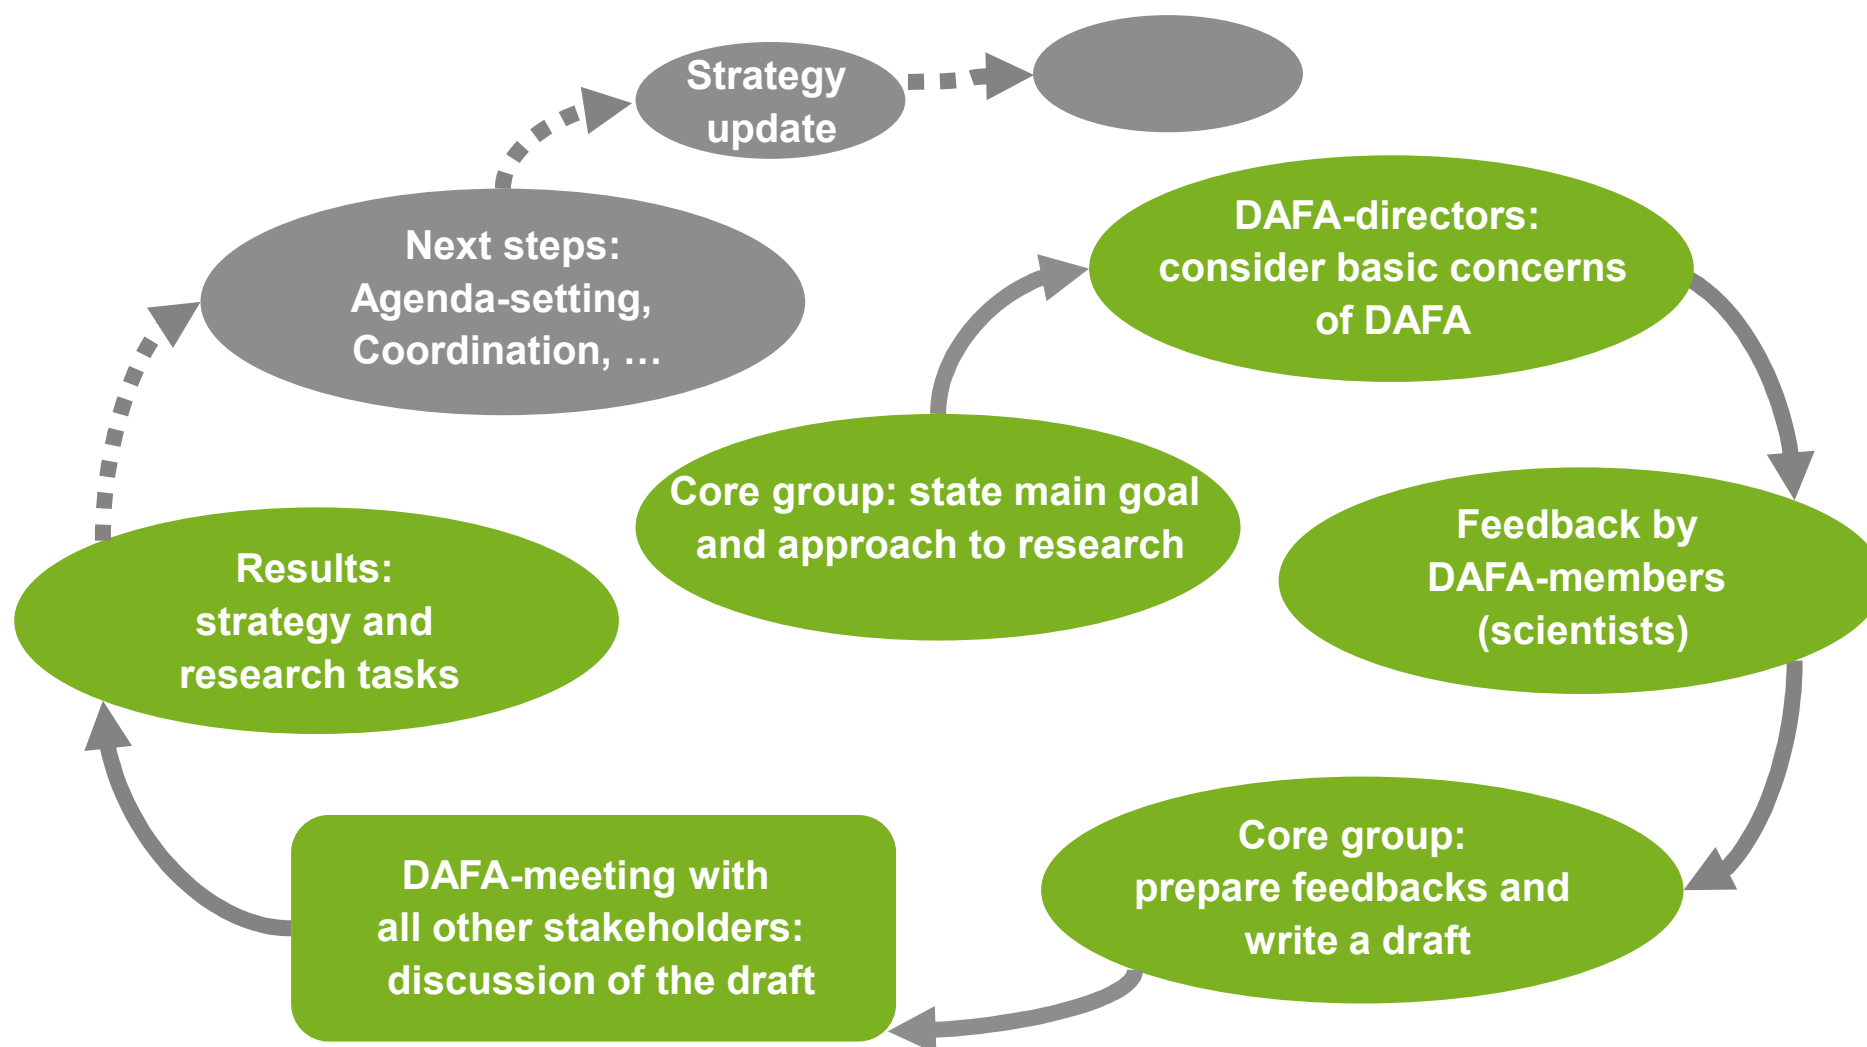 Strategy
update
Next steps:
Agenda-setting,
Coordination, …
DAFA-directors:
consider basic concerns
of DAFA
Core group: state main goal
and approach to research
Feedback by
DAFA-members
(scientists)
Results:
strategy and
research tasks
Core group:
prepare feedbacks and
write a draft
DAFA-meeting with
all other stakeholders:
discussion of the draft